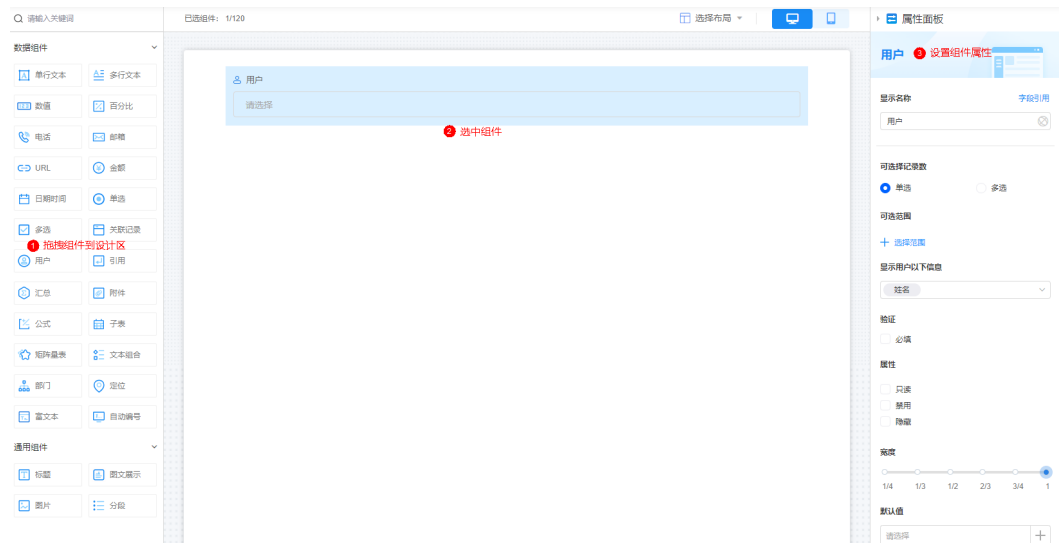 请输入关键词
已选组件： 1/120
选择布局
属性面板
数据组件
单行文本
多行文本
数值
百分比
电话
邮箱
URL
金额
日期时间
单选
多选
关联记录
1 拖拽组件到设计区
用户
引用
汇总
附件
公式
子表
矩阵量表
文本组合
部门
定位
富文本
自动编号
通用组件
标题
图文展示
图片
分段
用户
请选择
2 选中组件
用户
3 设置组件属性
显示名称
字段引用
用户
可选择记录数
单选
多选
可选范围
选择范围
显示用户以下信息
姓名
验证
必填
属性
只读
禁用
隐藏
宽度
1/4 1/3 1/2 2/3 3/4 1
默认值
请选择